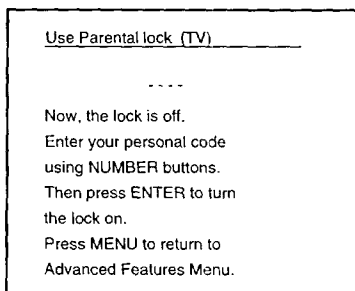 Use Parental lock (TV)
- - - -
Now, the lock is off.
Enter your personal code
using NUMBER buttons.
Then press ENTER to turn
the lock on.
Press MENU to return to
Advanced Features Menu.